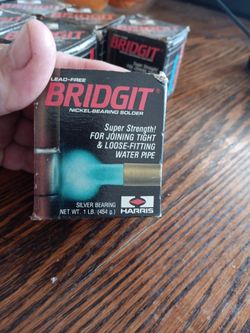 LEAD-FREE
BRIDGIT
NICKEL-BEARING SOLDER
Super Strength!
FOR JOINING TIGHT
& LOOSE-FITTING
WATER PIPE
SILVER BEARING
NET WT. 1 LB. (454 g.)
HARRIS
BRIDGIT
BRIDGIT